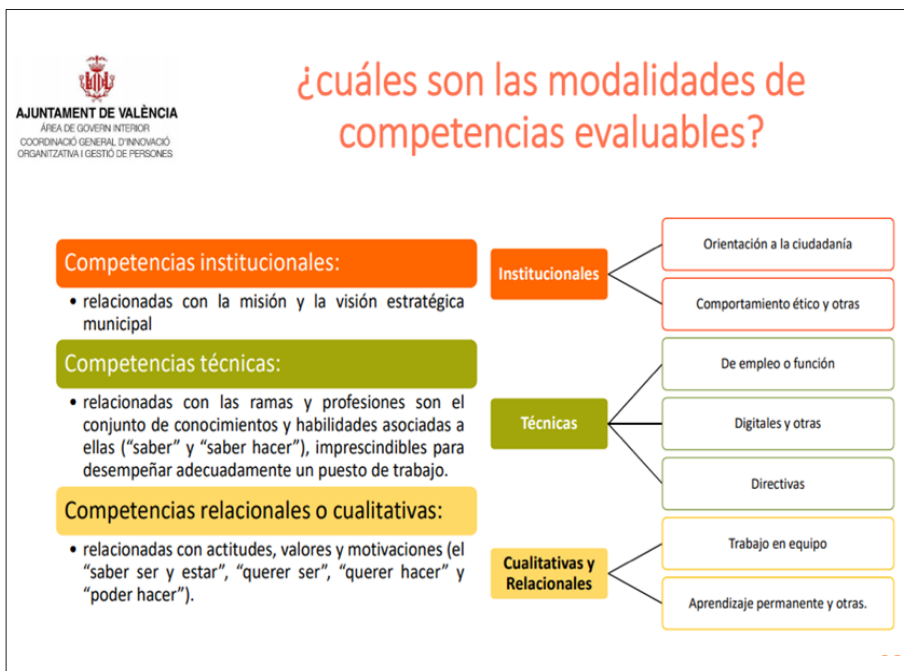 AJUNTAMENT DE VALÈNCIA
ÀREA DE GOVERN INTERIOR
COORDINACIÓ GENERAL D'INNOVACIÓ
ORGANITZATIVA I GESTIÓ DE PERSONES
¿cuáles son las modalidades de
competencias evaluables?
Competencias institucionales:
• relacionadas con la misión y la visión estratégica
municipal
Competencias técnicas:
• relacionadas con las ramas y profesiones son el
conjunto de conocimientos y habilidades asociadas a
ellas ("saber" y "saber hacer"), imprescindibles para
desempeñar adecuadamente un puesto de trabajo.
Competencias relacionales o cualitativas:
• relacionadas con actitudes, valores y motivaciones (el
"saber ser y estar", "querer ser", "querer hacer" y
"poder hacer").
Institucionales
Orientación a la ciudadanía
Comportamiento ético y otras
Técnicas
De empleo o función
Digitales y otras
Directivas
Cualitativas y
Relacionales
Trabajo en equipo
Aprendizaje permanente y otras.